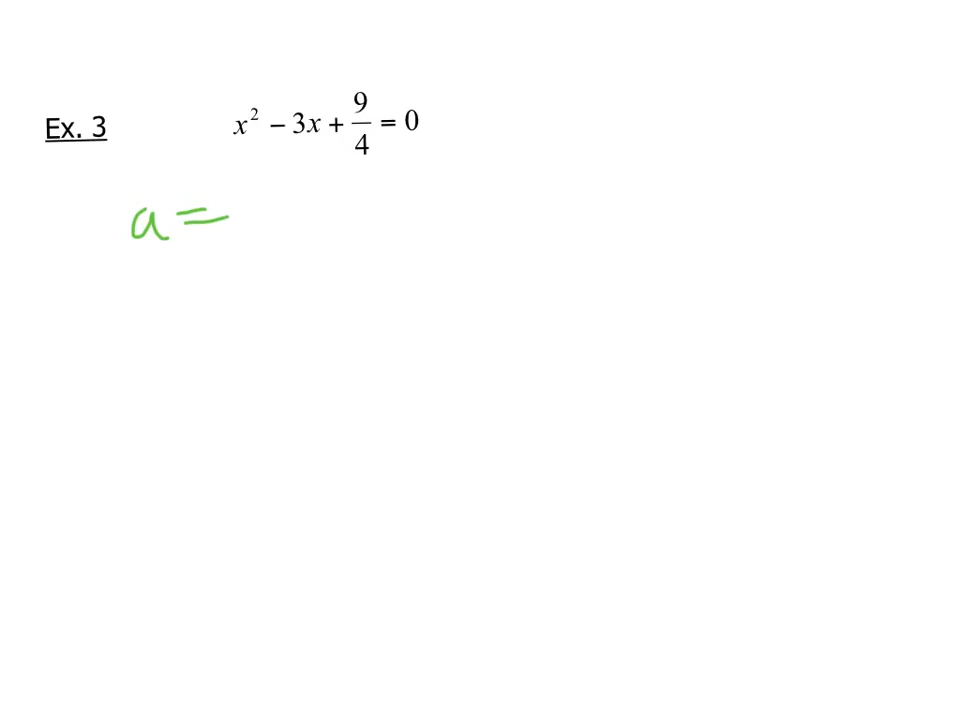 Ex. 3 x² − 3x + 9/4 = 0
a =